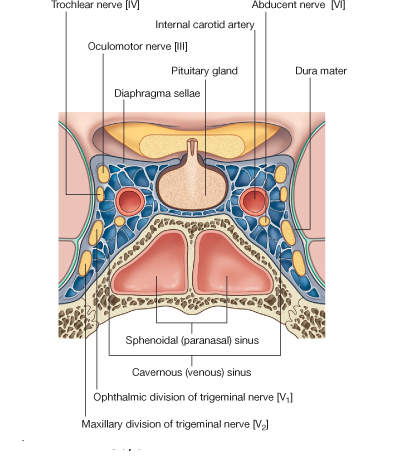 Trochlear nerve [IV]
Abducent nerve [VI]
Internal carotid artery
Oculomotor nerve [III]
Pituitary gland
Dura mater
Diaphragma sellae
Sphenoidal (paranasal) sinus
Cavernous (venous) sinus
Ophthalmic division of trigeminal nerve [V₁]
Maxillary division of trigeminal nerve [V₂]